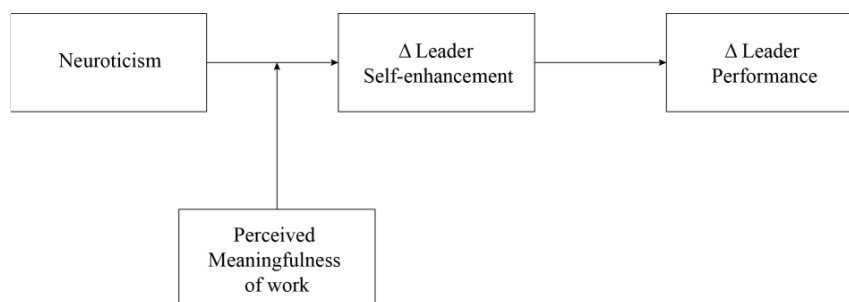 Neuroticism
Δ Leader
Self-enhancement
Δ Leader
Performance
Perceived
Meaningfulness
of work